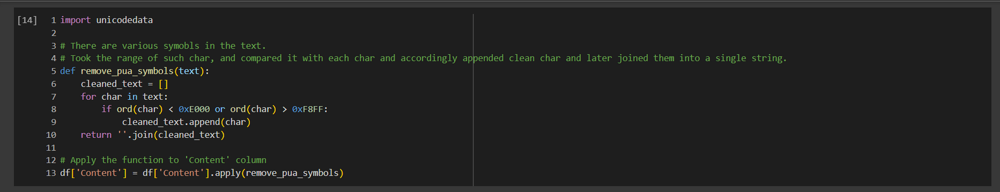 [14] 1 import unicodedata
2
3 # There are various symobls in the text.
4 # Took the range of such char, and compared it with each char and accordingly appended clean char and later joined them into a single string.
5 def remove_pua_symbols(text):
6     cleaned_text = []
7     for char in text:
8         if ord(char) < 0xE000 or ord(char) > 0xF8FF:
9             cleaned_text.append(char)
10     return ''.join(cleaned_text)
11
12 # Apply the function to 'Content' column
13 df['Content'] = df['Content'].apply(remove_pua_symbols)